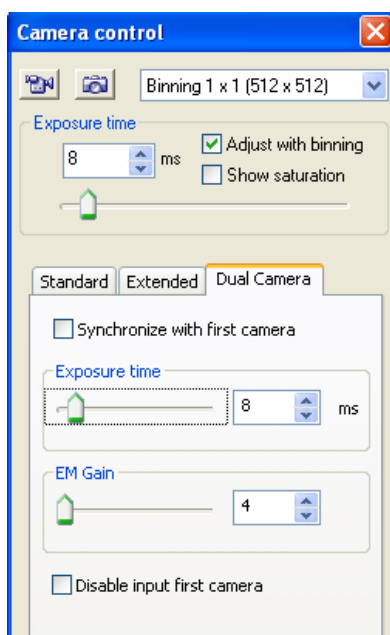 Camera control
Binning 1 x 1 (512 x 512)
Exposure time
8 ms
Adjust with binning
Show saturation
Standard Extended Dual Camera
Synchronize with first camera
Exposure time
8 ms
EM Gain
4
Disable input first camera